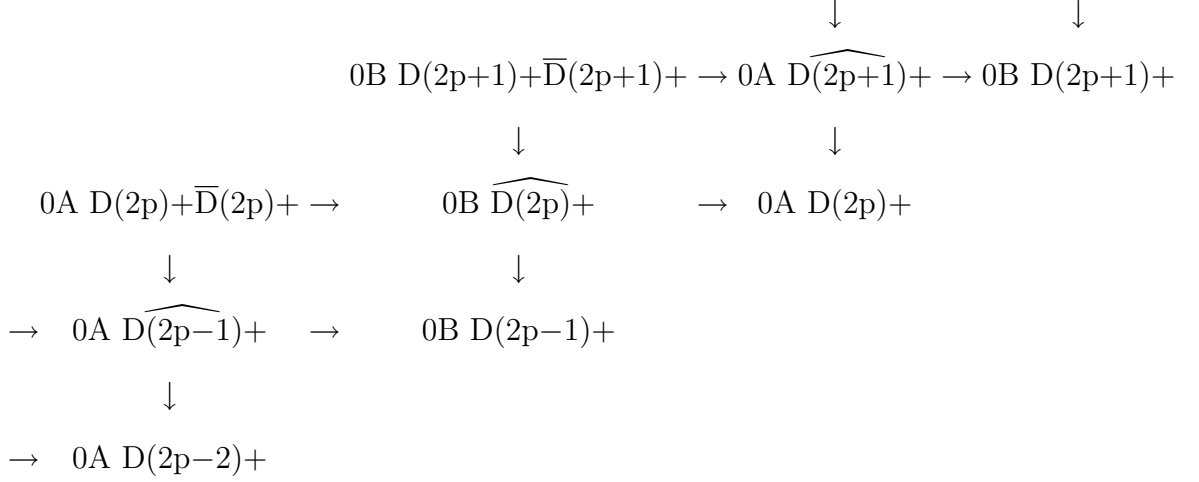 ↓ ↓
0B D(2p+1)+D̅(2p+1)+ → 0A D͡(2p+1)+ → 0B D(2p+1)+
↓ ↓
0A D(2p)+D̅(2p)+ → 0B D͡(2p)+ → 0A D(2p)+
↓ ↓
→ 0A D͡(2p−1)+ → 0B D(2p−1)+
↓
→ 0A D(2p−2)+